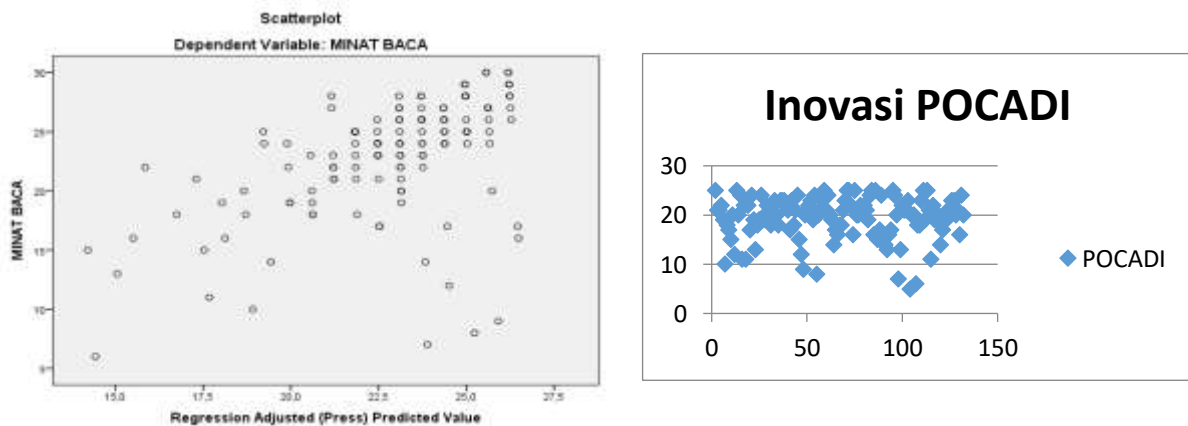 Scatterplot
Dependent Variable: MINAT BACA
MINAT BACA
30
25
20
15
10
5
15,0 17,5 20,0 22,5 25,0 27,5
Regression Adjusted (Press) Predicted Value
Inovasi POCADI
30
20
10
0
0 50 100 150
POCADI